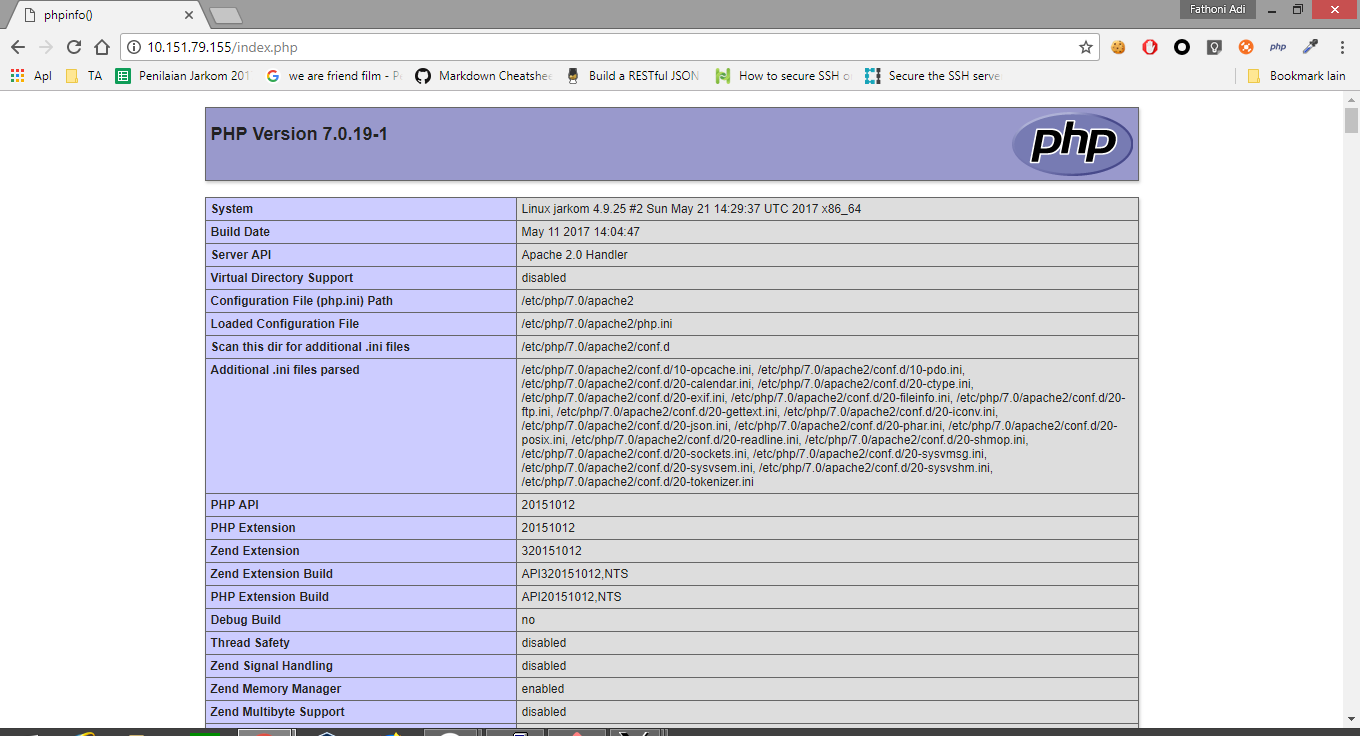 phpinfo()
Fathoni Adi
10.151.79.155/index.php
php
Apl TA Penilaian Jarkom 201 we are friend film - Po Markdown Cheatshee Build a RESTful JSON How to secure SSH o Secure the SSH serve Bookmark lain
PHP Version 7.0.19-1
php
System Linux jarkom 4.9.25 #2 Sun May 21 14:29:37 UTC 2017 x86_64
Build Date May 11 2017 14:04:47
Server API Apache 2.0 Handler
Virtual Directory Support disabled
Configuration File (php.ini) Path /etc/php/7.0/apache2
Loaded Configuration File /etc/php/7.0/apache2/php.ini
Scan this dir for additional .ini files /etc/php/7.0/apache2/conf.d
Additional .ini files parsed /etc/php/7.0/apache2/conf.d/10-opcache.ini, /etc/php/7.0/apache2/conf.d/10-pdo.ini,
/etc/php/7.0/apache2/conf.d/20-calendar.ini, /etc/php/7.0/apache2/conf.d/20-ctype.ini,
/etc/php/7.0/apache2/conf.d/20-exif.ini, /etc/php/7.0/apache2/conf.d/20-fileinfo.ini, /etc/php/7.0/apache2/conf.d/20-
ftp.ini, /etc/php/7.0/apache2/conf.d/20-gettext.ini, /etc/php/7.0/apache2/conf.d/20-iconv.ini,
/etc/php/7.0/apache2/conf.d/20-json.ini, /etc/php/7.0/apache2/conf.d/20-phar.ini, /etc/php/7.0/apache2/conf.d/20-
posix.ini, /etc/php/7.0/apache2/conf.d/20-readline.ini, /etc/php/7.0/apache2/conf.d/20-shmop.ini,
/etc/php/7.0/apache2/conf.d/20-sockets.ini, /etc/php/7.0/apache2/conf.d/20-sysvmsg.ini,
/etc/php/7.0/apache2/conf.d/20-sysvsem.ini, /etc/php/7.0/apache2/conf.d/20-sysvshm.ini,
/etc/php/7.0/apache2/conf.d/20-tokenizer.ini
PHP API 20151012
PHP Extension 20151012
Zend Extension 320151012
Zend Extension Build API320151012,NTS
PHP Extension Build API20151012,NTS
Debug Build no
Thread Safety disabled
Zend Signal Handling disabled
Zend Memory Manager enabled
Zend Multibyte Support disabled